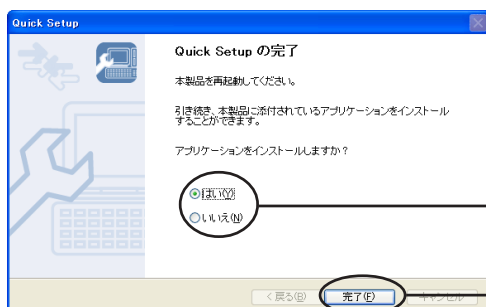 Quick Setup
Quick Setup の完了
本製品を再起動してください。
引き続き、本製品に添付されているアプリケーションをインストール
することができます。
アプリケーションをインストールしますか？
はい(Y)
いいえ(N)
< 戻る(B) 完了(F) キャンセル